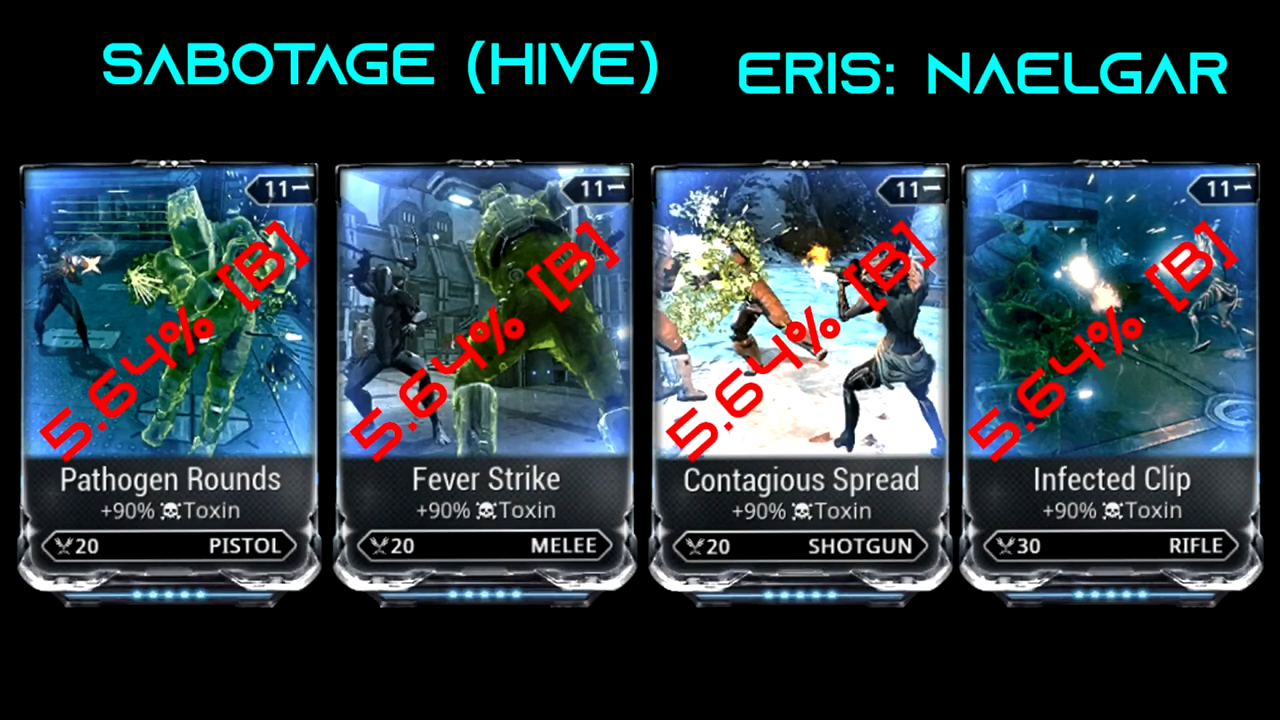 SABOTAGE (HIVE)
ERIS: NAELGAR
11
5.64% [B]
Pathogen Rounds
+90% Toxin
20 PISTOL
11
5.64% [B]
Fever Strike
+90% Toxin
20 MELEE
11
5.64% [B]
Contagious Spread
+90% Toxin
20 SHOTGUN
11
5.64% [B]
Infected Clip
+90% Toxin
30 RIFLE